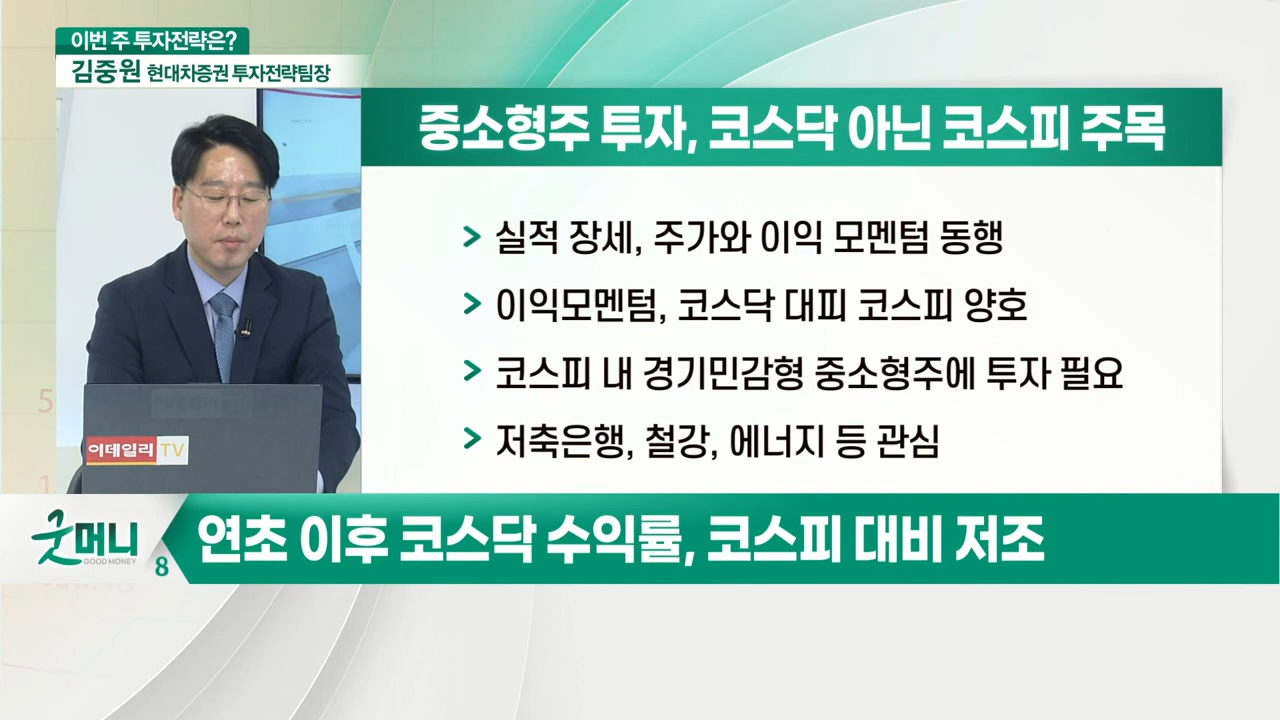 이번 주 투자전략은?
김중원 현대차증권 투자전략팀장
중소형주 투자, 코스닥 아닌 코스피 주목
> 실적 장세, 주가와 이익 모멘텀 동행
> 이익모멘텀, 코스닥 대피 코스피 양호
> 코스피 내 경기민감형 중소형주에 투자 필요
> 저축은행, 철강, 에너지 등 관심
이데일리 TV
굿머니
GOOD MONEY
8
연초 이후 코스닥 수익률, 코스피 대비 저조
5
1